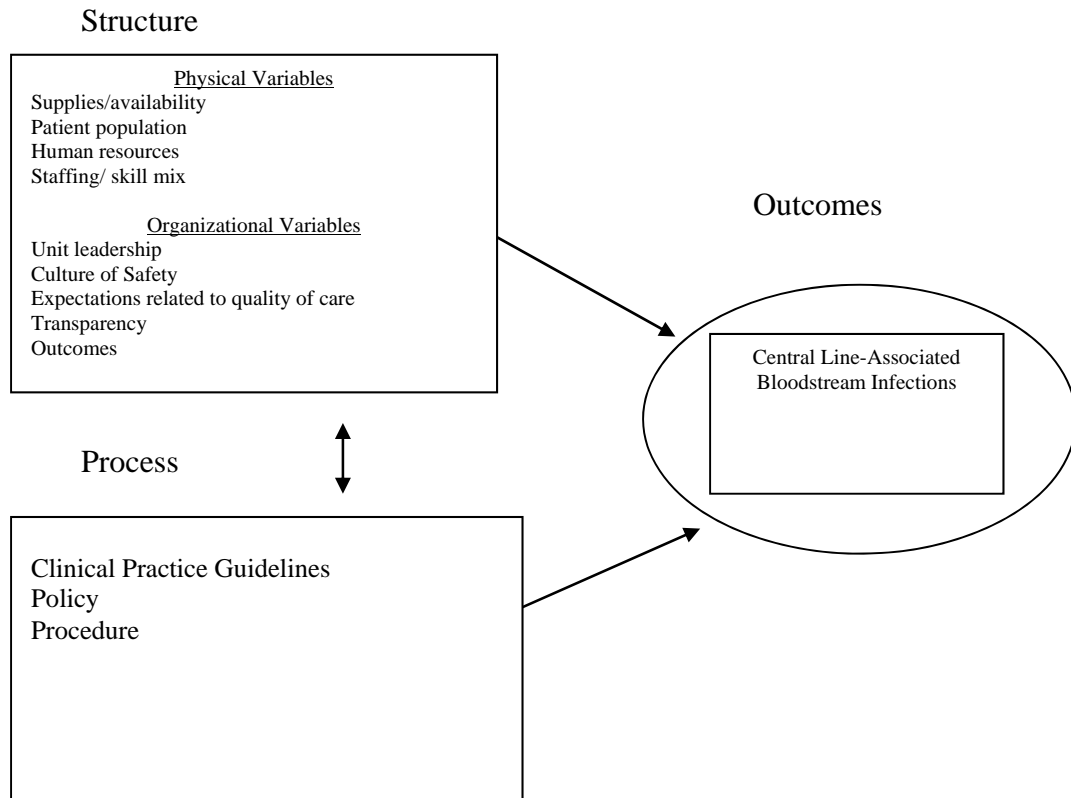 Structure
Physical Variables
Supplies/availability
Patient population
Human resources
Staffing/ skill mix
Organizational Variables
Unit leadership
Culture of Safety
Expectations related to quality of care
Transparency
Outcomes
Process
Clinical Practice Guidelines
Policy
Procedure
Outcomes
Central Line-Associated
Bloodstream Infections